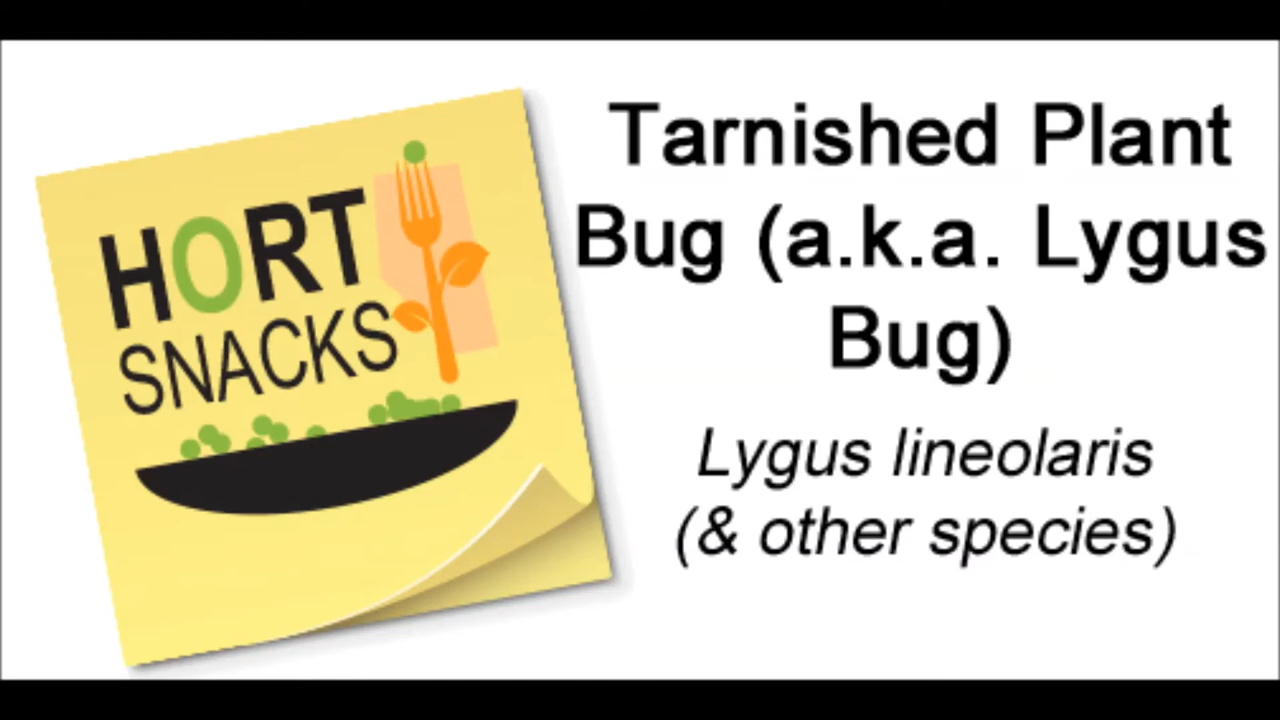 HORT
SNACKS
Tarnished Plant
Bug (a.k.a. Lygus
Bug)
Lygus lineolaris
(& other species)